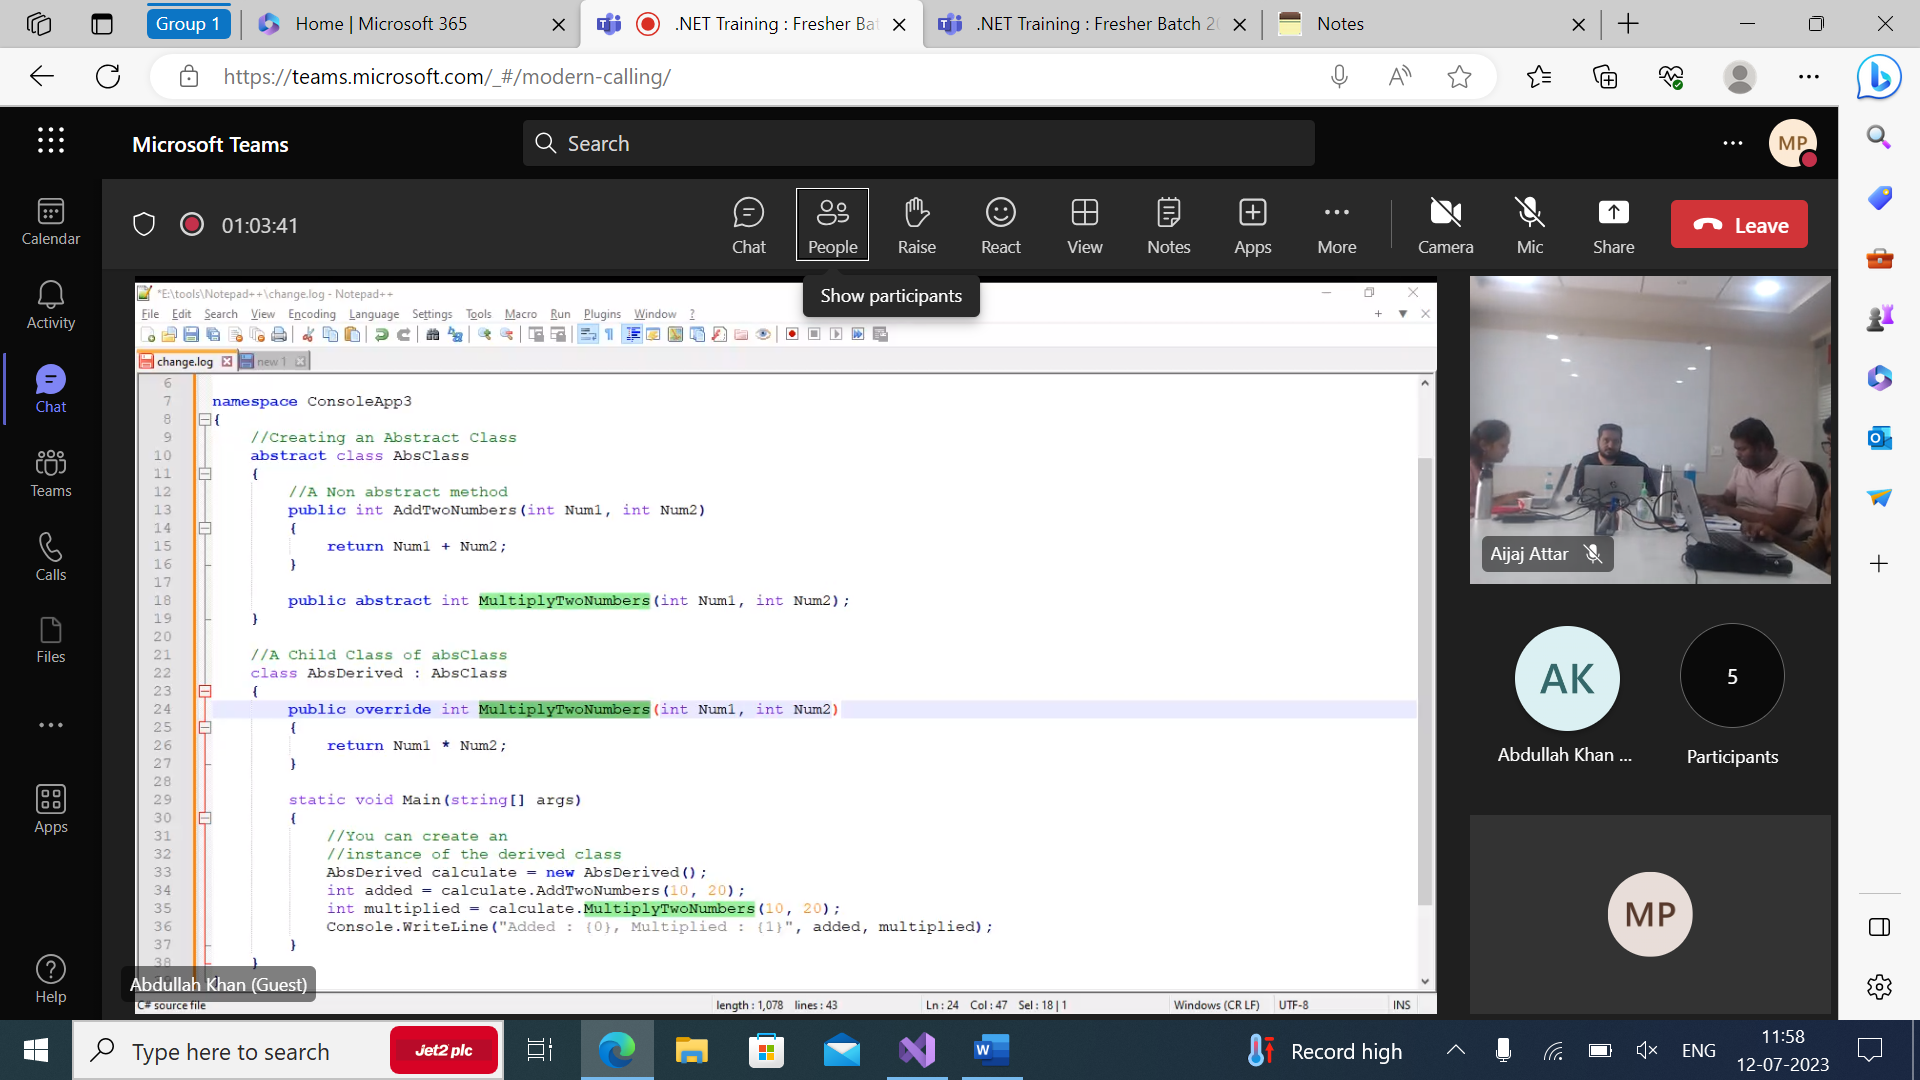 Group 1
Home | Microsoft 365
.NET Training : Fresher Bat
.NET Training : Fresher Batch 20
Notes
https://teams.microsoft.com/_#/modern-calling/
Microsoft Teams
Search
MP
Calendar
Activity
Chat
Teams
Calls
Files
Apps
Help
01:03:41
Chat
People
Raise
React
View
Notes
Apps
More
Camera
Mic
Share
Leave
Show participants
*E:\tools\Notepad++\change.log - Notepad++
File Edit Search View Encoding Language Settings Tools Macro Run Plugins Window ?
change.log
new 1
6
7 namespace ConsoleApp3
8 {
9 //Creating an Abstract Class
10 abstract class AbsClass
11 {
12 //A Non abstract method
13 public int AddTwoNumbers(int Num1, int Num2)
14 {
15 return Num1 + Num2;
16 }
17
18 public abstract int MultiplyTwoNumbers(int Num1, int Num2);
19 }
20
21 //A Child Class of absClass
22 class AbsDerived : AbsClass
23 {
24 public override int MultiplyTwoNumbers(int Num1, int Num2)
25 {
26 return Num1 * Num2;
27 }
28
29 static void Main(string[] args)
30 {
31 //You can create an
32 //instance of the derived class
33 AbsDerived calculate = new AbsDerived();
34 int added = calculate.AddTwoNumbers(10, 20);
35 int multiplied = calculate.MultiplyTwoNumbers(10, 20);
36 Console.WriteLine("Added : {0}, Multiplied : {1}", added, multiplied);
37 }
38 }
Abdullah Khan (Guest)
C# source file
length : 1,078 lines : 43
Ln : 24 Col : 47 Sel : 18 | 1
Windows (CR LF)
UTF-8
INS
Aijaj Attar
AK
Abdullah Khan ...
5
Participants
MP
Type here to search
Jet2 plc
Record high
ENG
11:58
12-07-2023